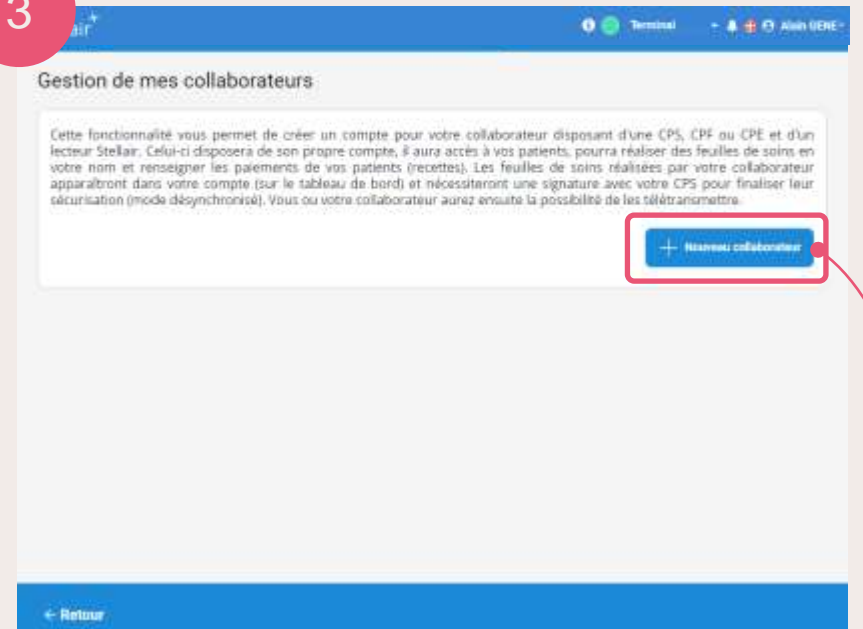 3
air+
Terminal
Alain GENE
Gestion de mes collaborateurs
Cette fonctionnalité vous permet de créer un compte pour votre collaborateur disposant d'une CPS, CPF ou CPE et d'un
lecteur Stellair. Celui-ci disposera de son propre compte, il aura accès à vos patients, pourra réaliser des feuilles de soins en
votre nom et renseigner les paiements de vos patients (recettes). Les feuilles de soins réalisées par votre collaborateur
apparaîtront dans votre compte (sur le tableau de bord) et nécessiteront une signature avec votre CPS pour finaliser leur
sécurisation (mode désynchronisé). Vous ou votre collaborateur aurez ensuite la possibilité de les télétransmettre.
+ Nouveau collaborateur
← Retour